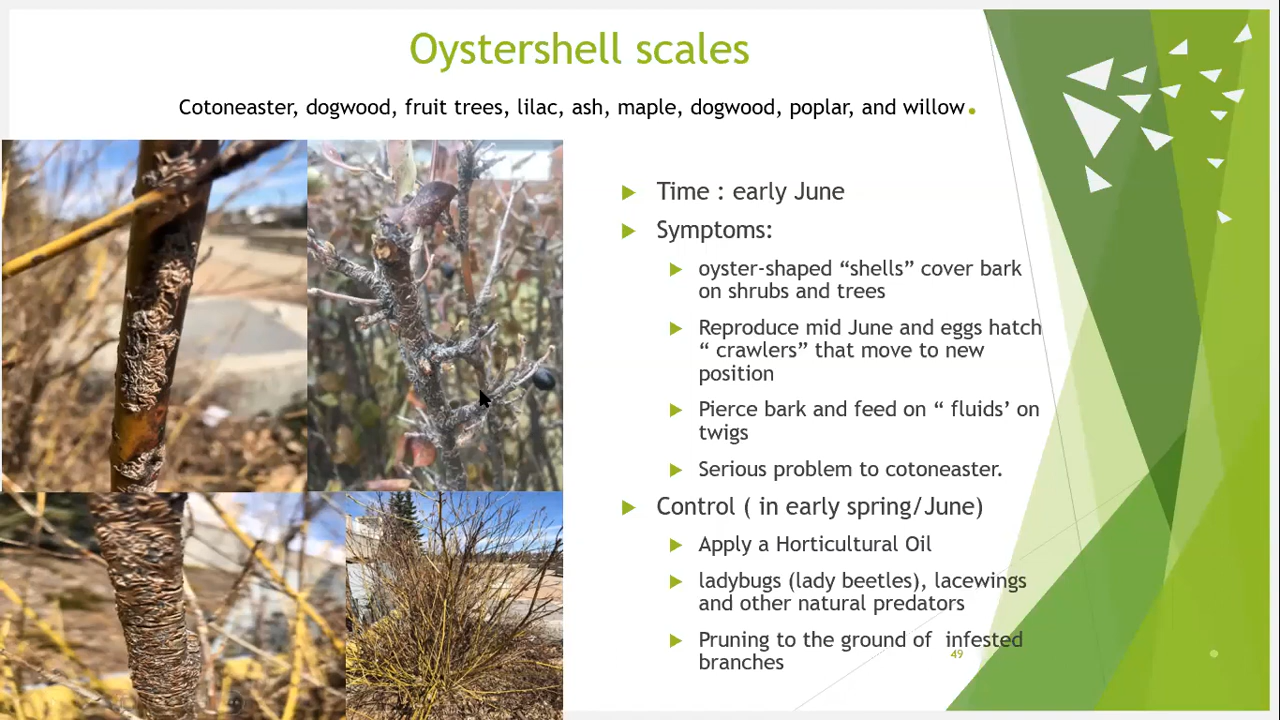 Oystershell scales
Cotoneaster, dogwood, fruit trees, lilac, ash, maple, dogwood, poplar, and willow.
Time : early June
Symptoms:
oyster-shaped “shells” cover bark
on shrubs and trees
Reproduce mid June and eggs hatch
“ crawlers” that move to new
position
Pierce bark and feed on “ fluids’ on
twigs
Serious problem to cotoneaster.
Control ( in early spring/June)
Apply a Horticultural Oil
ladybugs (lady beetles), lacewings
and other natural predators
Pruning to the ground of  infested
branches
49